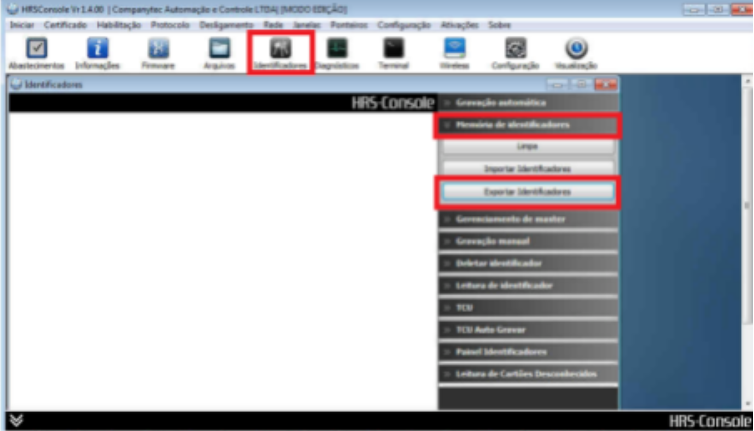 HRSConsole Vr 1.4.00 | Companytec Automação e Controle LTDA| [MODO EDIÇÃO]
Iniciar Certificado Habilitação Protocolo Desligamento Rede Janelas Ponteiros Configuração Ativações Sobre
Abastecimentos Informações Firmware Arquivos Identificadores Diagnósticos Terminal Wireless Configuração Visualização
Identificadores
HRS-Console
Gravação automática
Memória de identificadores
Limpa
Importar Identificadores
Exportar Identificadores
Gerenciamento de master
Gravação manual
Deletar identificador
Leitura de identificador
TCU
TCU Auto Gravar
Painel Identificadores
Leitura de Cartões Desconhecidos
HRS-Console